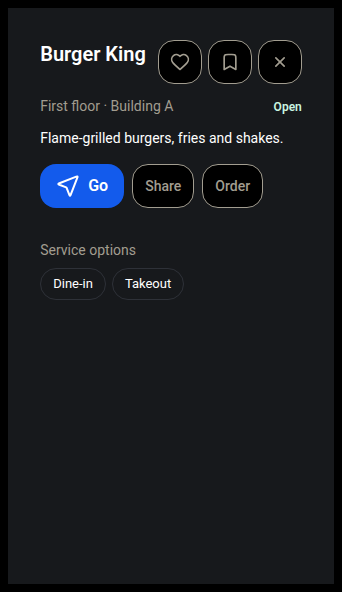 Burger King
First floor · Building A
Open
Flame-grilled burgers, fries and shakes.
Go
Share
Order
Service options
Dine-in
Takeout